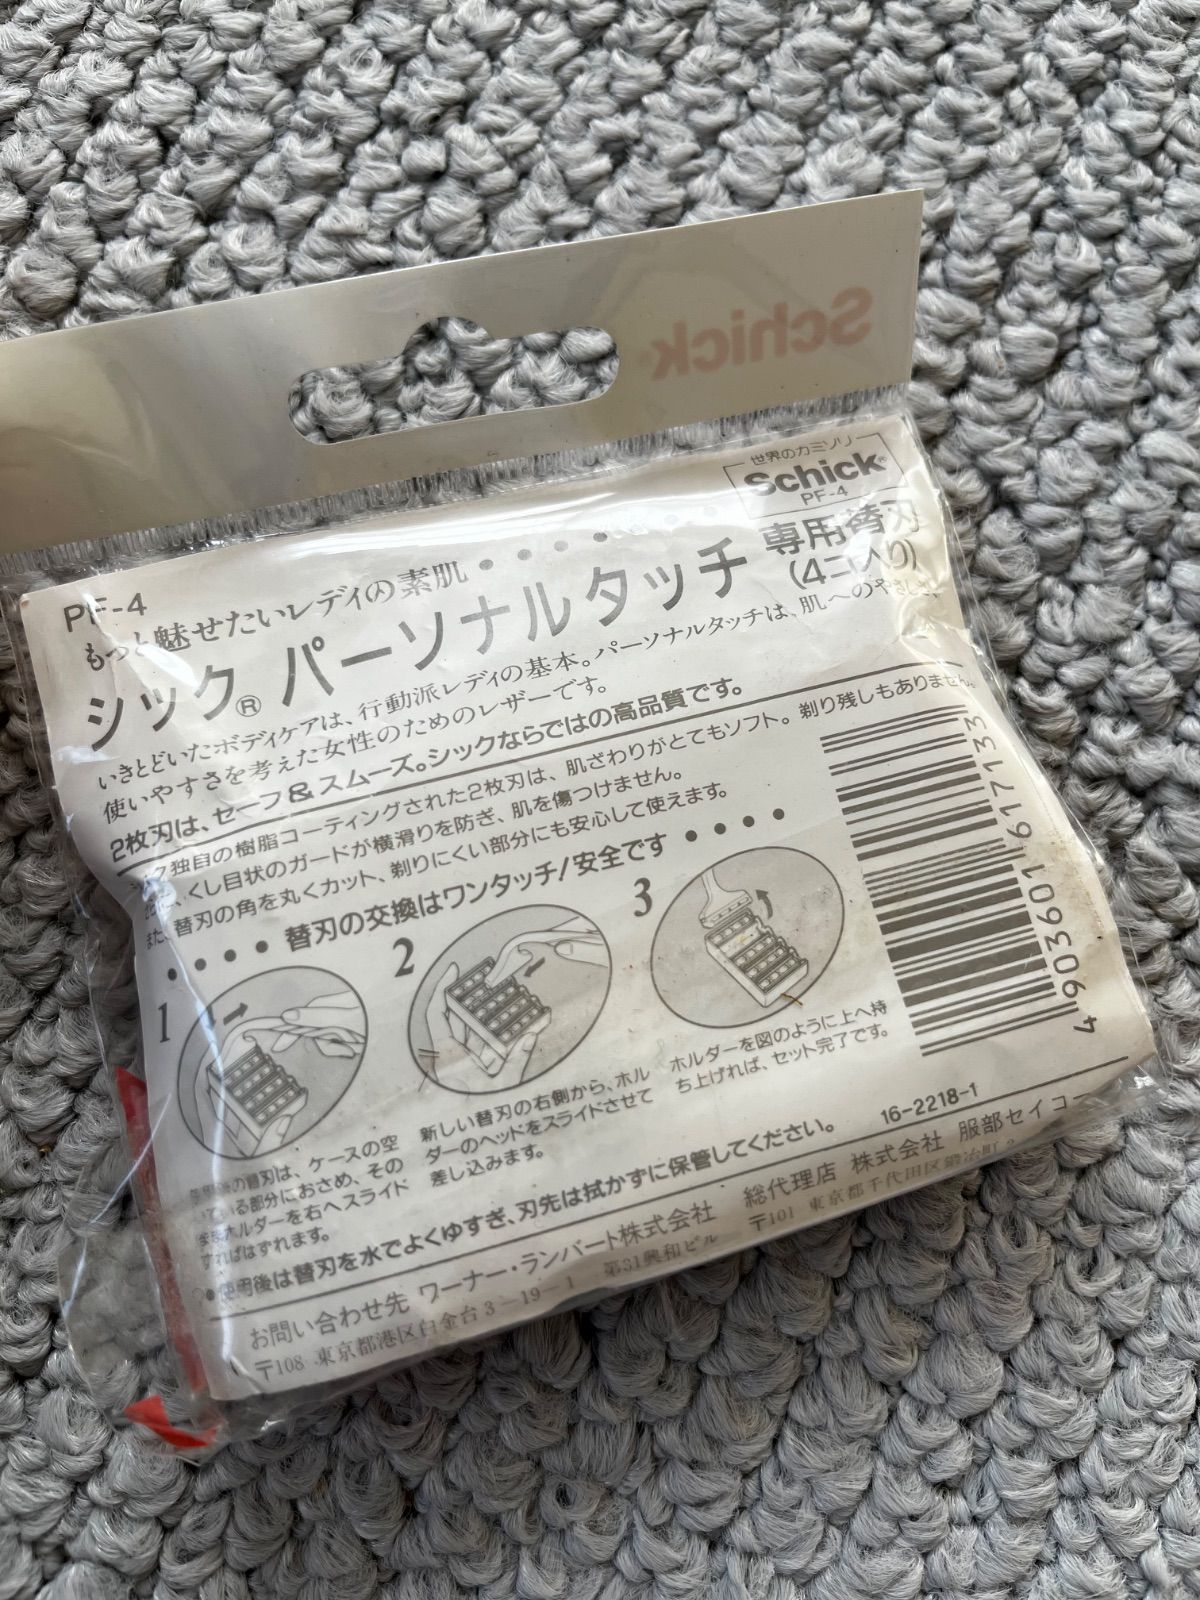 Schick
世界のカミソリ
Schick®
PF-4
PF-4
もっと魅せたいレディの素肌
シック® パーソナルタッチ 専用替刃
(4コ入り)
いきとどいたボディケアは、行動派レディの基本。パーソナルタッチは、肌へのやさしさ、
使いやすさを考えた女性のためのレザーです。
2枚刃は、セーフ&スムーズ。シックならではの高品質です。
独自の樹脂コーティングされた2枚刃は、肌ざわりがとてもソフト。剃り残しもありません。
くし目状のガードが横滑りを防ぎ、肌を傷つけません。
また、替刃の角を丸くカット、剃りにくい部分にも安心して使えます。
替刃の交換はワンタッチ/安全です
1
の替刃は、ケースの空
いている部分におさめ、その
ままホルダーを右へスライド
すればはずれます。
2
新しい替刃の右側から、ホル
ダーのヘッドをスライドさせて
差し込みます。
3
ホルダーを図のように上へ持
ち上げれば、セット完了です。
4903601617133
16-2218-1
●使用後は替刃を水でよくゆすぎ、刃先は拭かずに保管してください。
お問い合わせ先 ワーナー・ランバート株式会社
〒108 東京都港区白金台3-19-1 第31興和ビル
総代理店 株式会社 服部セイコー
〒101 東京都千代田区鍛冶町2